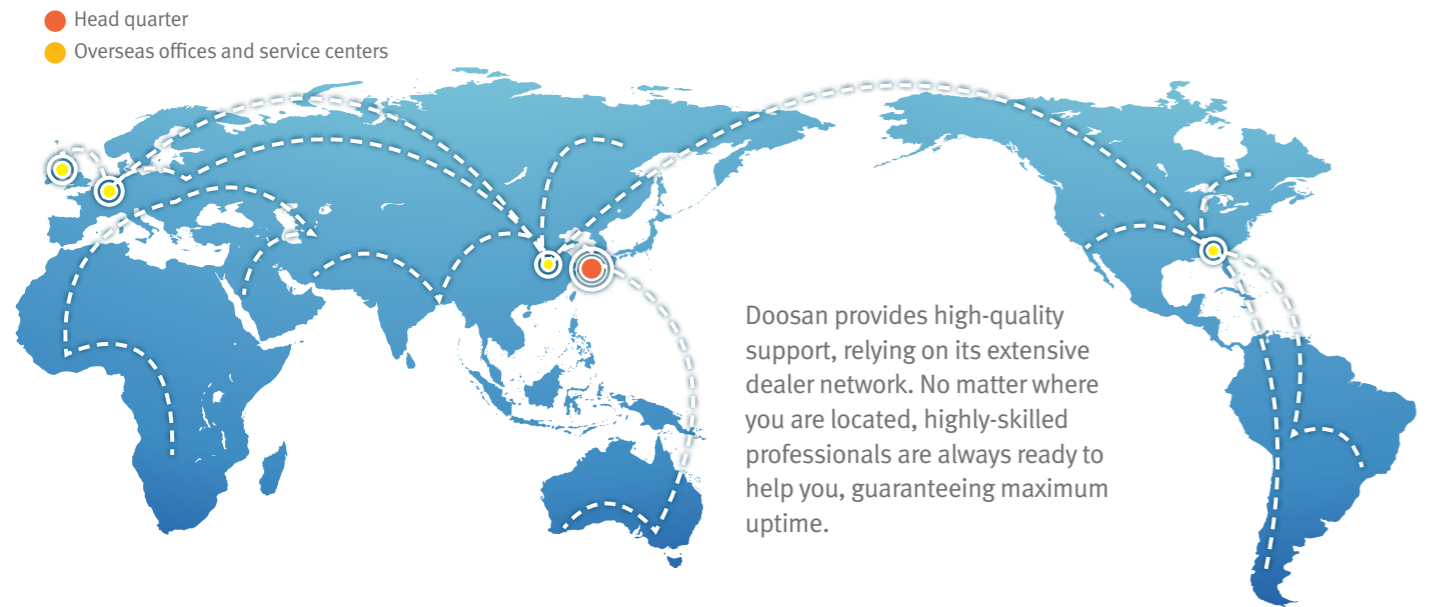 Head quarter
Overseas offices and service centers
Doosan provides high-quality
support, relying on its extensive
dealer network. No matter where
you are located, highly-skilled
professionals are always ready to
help you, guaranteeing maximum
uptime.